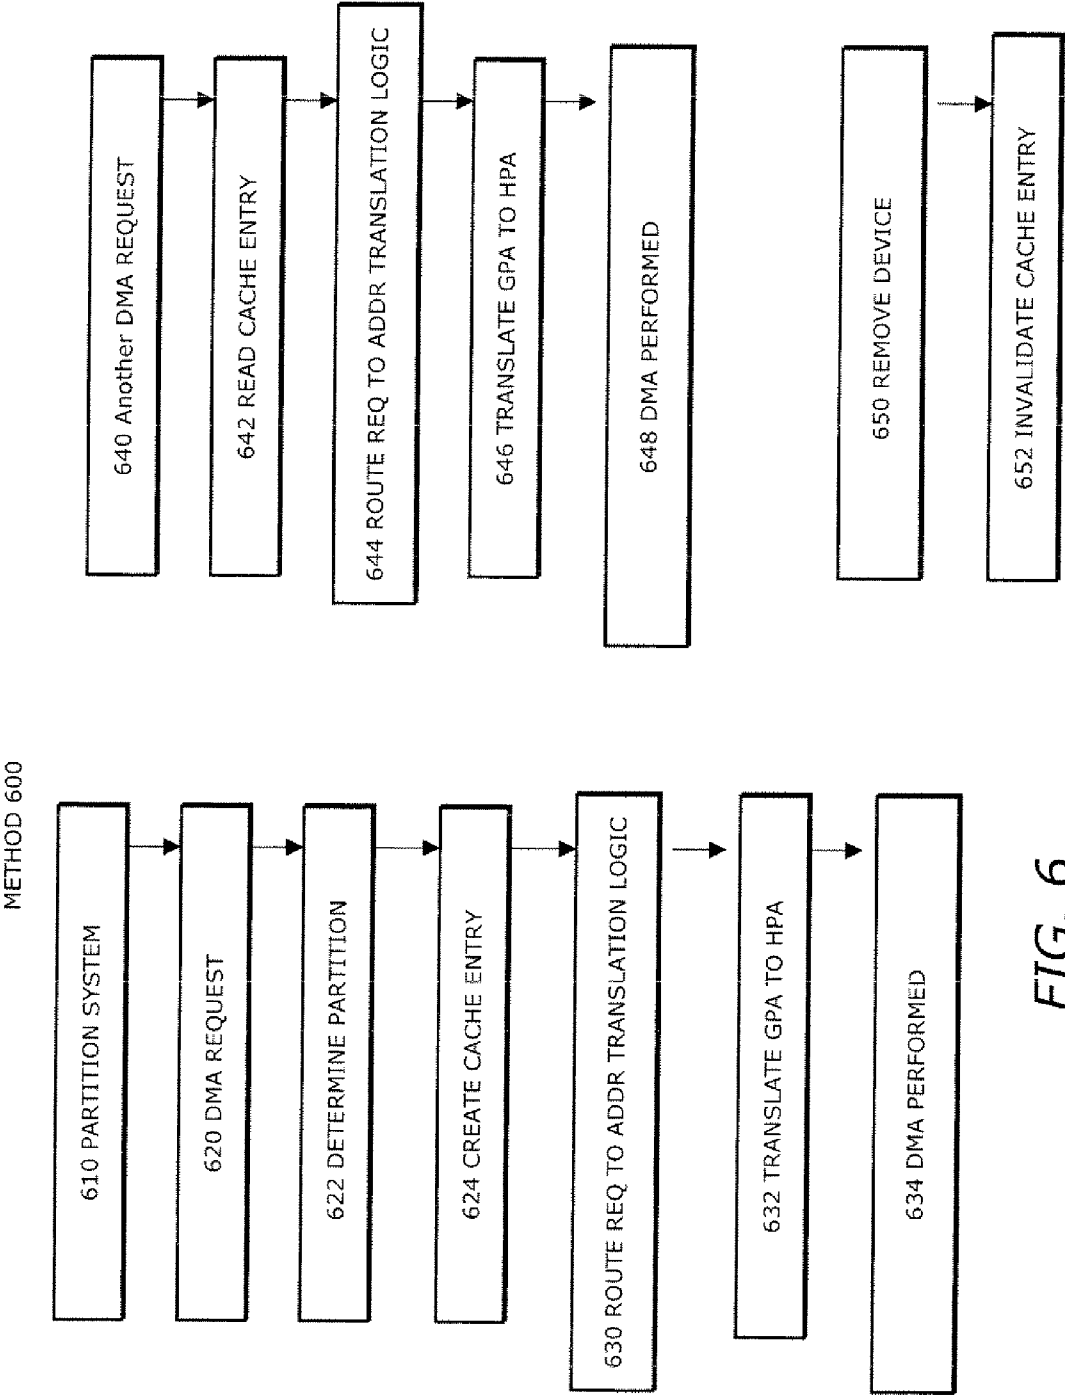 METHOD 600
610 PARTITION SYSTEM
620 DMA REQUEST
622 DETERMINE PARTITION
624 CREATE CACHE ENTRY
630 ROUTE REQ TO ADDR TRANSLATION LOGIC
632 TRANSLATE GPA TO HPA
634 DMA PERFORMED
640 Another DMA REQUEST
642 READ CACHE ENTRY
644 ROUTE REQ TO ADDR TRANSLATION LOGIC
646 TRANSLATE GPA TO HPA
648 DMA PERFORMED
650 REMOVE DEVICE
652 INVALIDATE CACHE ENTRY
FIG. 6